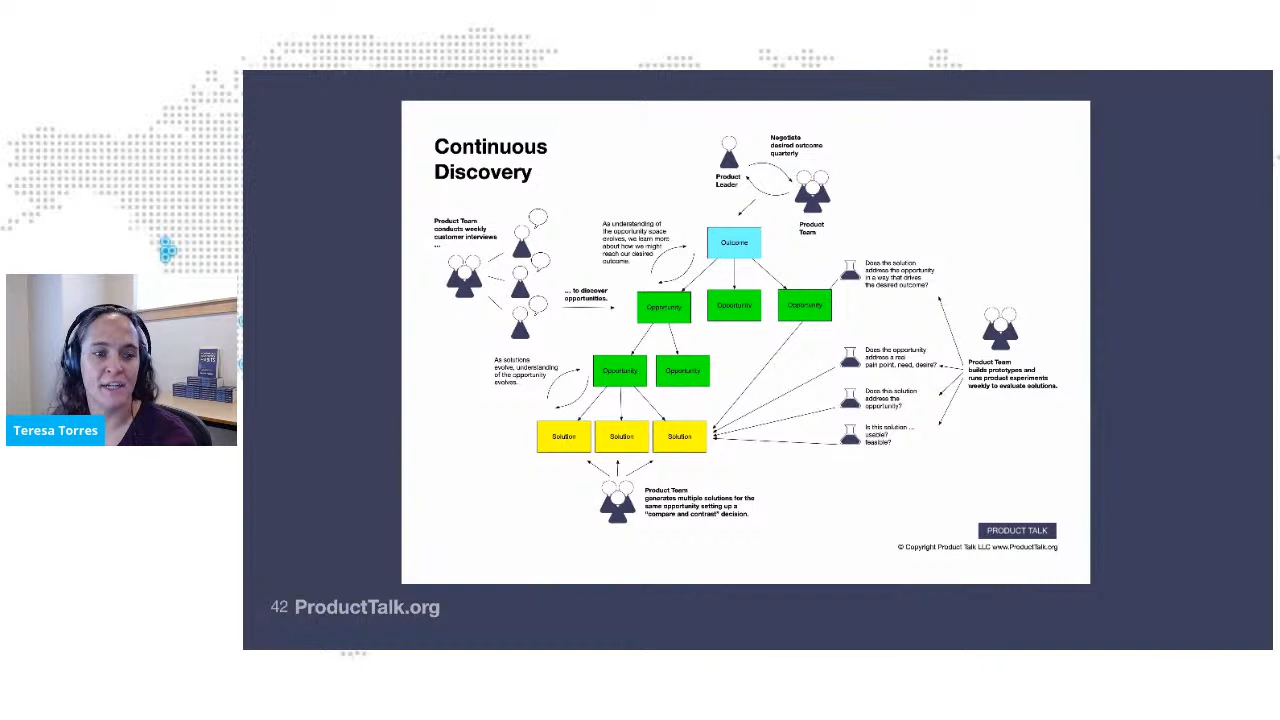 Continuous
Discovery
Negotiate
desired outcome
quarterly
Product
Leader
Product
Team
Product Team
conducts weekly
customer interviews
...
As understanding of
the opportunity space
evolves, we learn more
about how we might
reach our desired
outcome.
Outcome
... to discover
opportunities.
Opportunity
Opportunity
Opportunity
Does the solution
address the opportunity
in a way that drives
the desired outcome?
As solutions
evolve, understanding
of the opportunity
evolves.
Opportunity
Opportunity
Does the opportunity
address a real
pain point, need, desire?
Product Team
builds prototypes and
runs product experiments
weekly to evaluate solutions.
Does this solution
address the
opportunity?
Solution
Solution
Solution
Is this solution ...
usable?
feasible?
Product Team
generates multiple solutions for the
same opportunity setting up a
"compare and contrast" decision.
PRODUCT TALK
© Copyright Product Talk LLC www.ProductTalk.org
Teresa Torres
42 ProductTalk.org